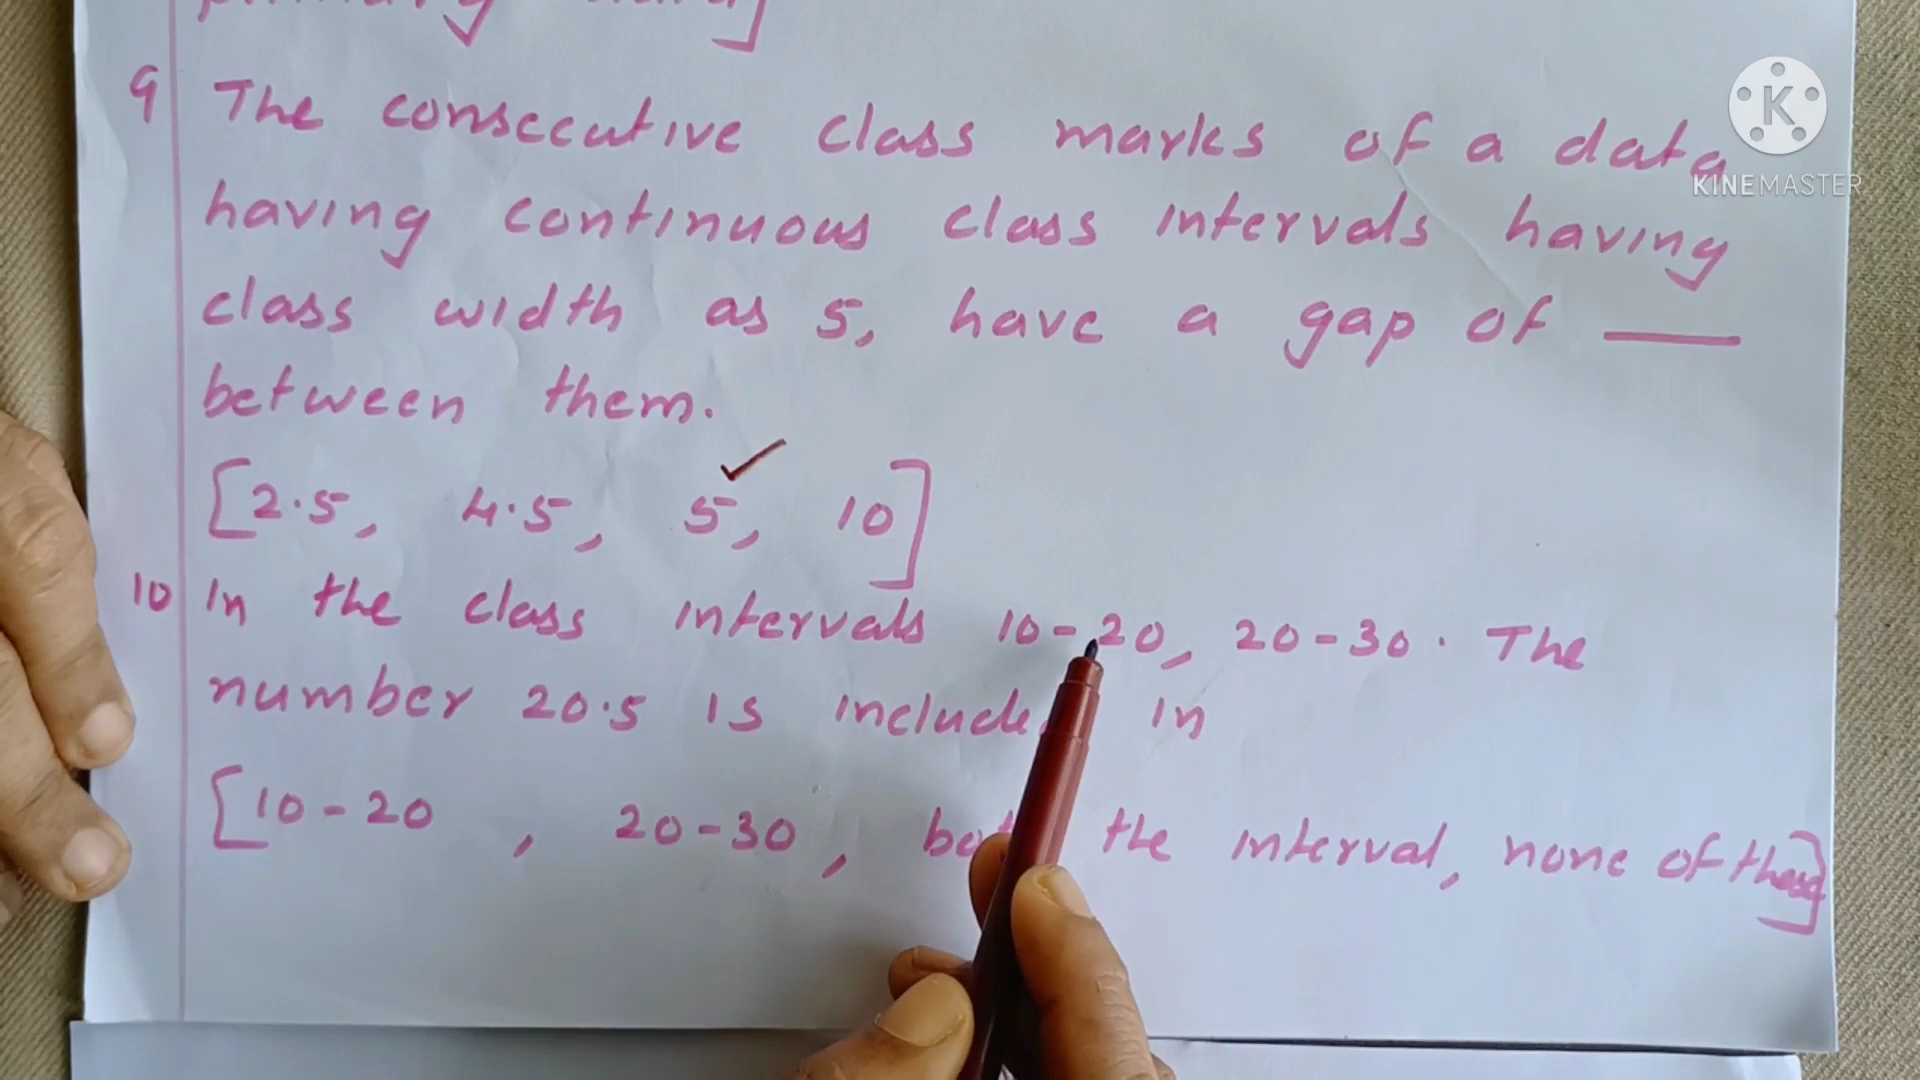 9 The consecutive class marks of a data
having continuous class intervals having
class width as 5, have a gap of ____
between them.
[2.5, 4.5, 5, 10]
10 In the class intervals 10-20, 20-30. The
number 20.5 is included in
[10-20, 20-30, both the interval, none of these]
K
KINEMASTER